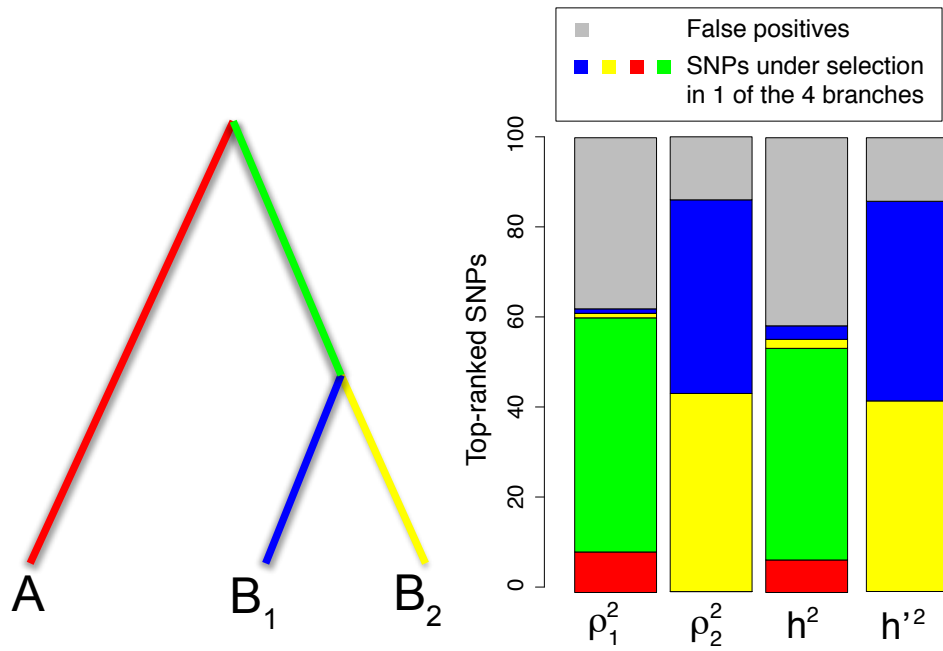 False positives
SNPs under selection
in 1 of the 4 branches
Top-ranked SNPs
100
80
60
40
20
0
A
B₁
B₂
ρ₁²
ρ₂²
h²
h'²